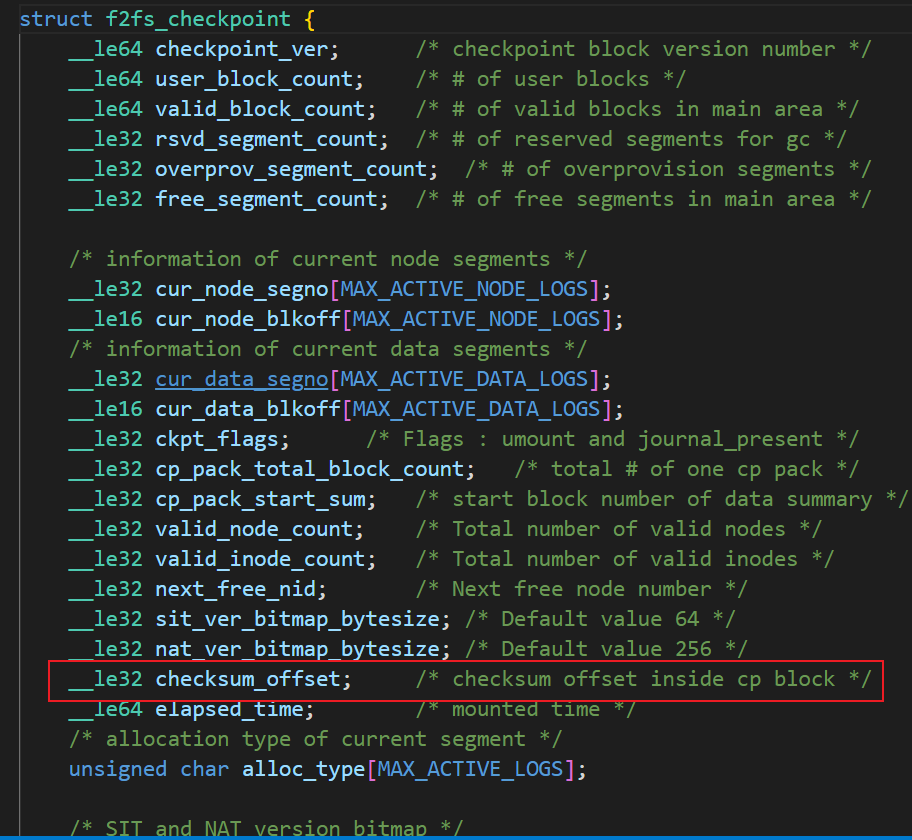 struct f2fs_checkpoint {
__le64 checkpoint_ver; /* checkpoint block version number */
__le64 user_block_count; /* # of user blocks */
__le64 valid_block_count; /* # of valid blocks in main area */
__le32 rsvd_segment_count; /* # of reserved segments for gc */
__le32 overprov_segment_count; /* # of overprovision segments */
__le32 free_segment_count; /* # of free segments in main area */
/* information of current node segments */
__le32 cur_node_segno[MAX_ACTIVE_NODE_LOGS];
__le16 cur_node_blkoff[MAX_ACTIVE_NODE_LOGS];
/* information of current data segments */
__le32 cur_data_segno[MAX_ACTIVE_DATA_LOGS];
__le16 cur_data_blkoff[MAX_ACTIVE_DATA_LOGS];
__le32 ckpt_flags; /* Flags : umount and journal_present */
__le32 cp_pack_total_block_count; /* total # of one cp pack */
__le32 cp_pack_start_sum; /* start block number of data summary */
__le32 valid_node_count; /* Total number of valid nodes */
__le32 valid_inode_count; /* Total number of valid inodes */
__le32 next_free_nid; /* Next free node number */
__le32 sit_ver_bitmap_bytesize; /* Default value 64 */
__le32 nat_ver_bitmap_bytesize; /* Default value 256 */
__le32 checksum_offset; /* checksum offset inside cp block */
__le64 elapsed_time; /* mounted time */
/* allocation type of current segment */
unsigned char alloc_type[MAX_ACTIVE_LOGS];
/* SIT and NAT version bitmap */